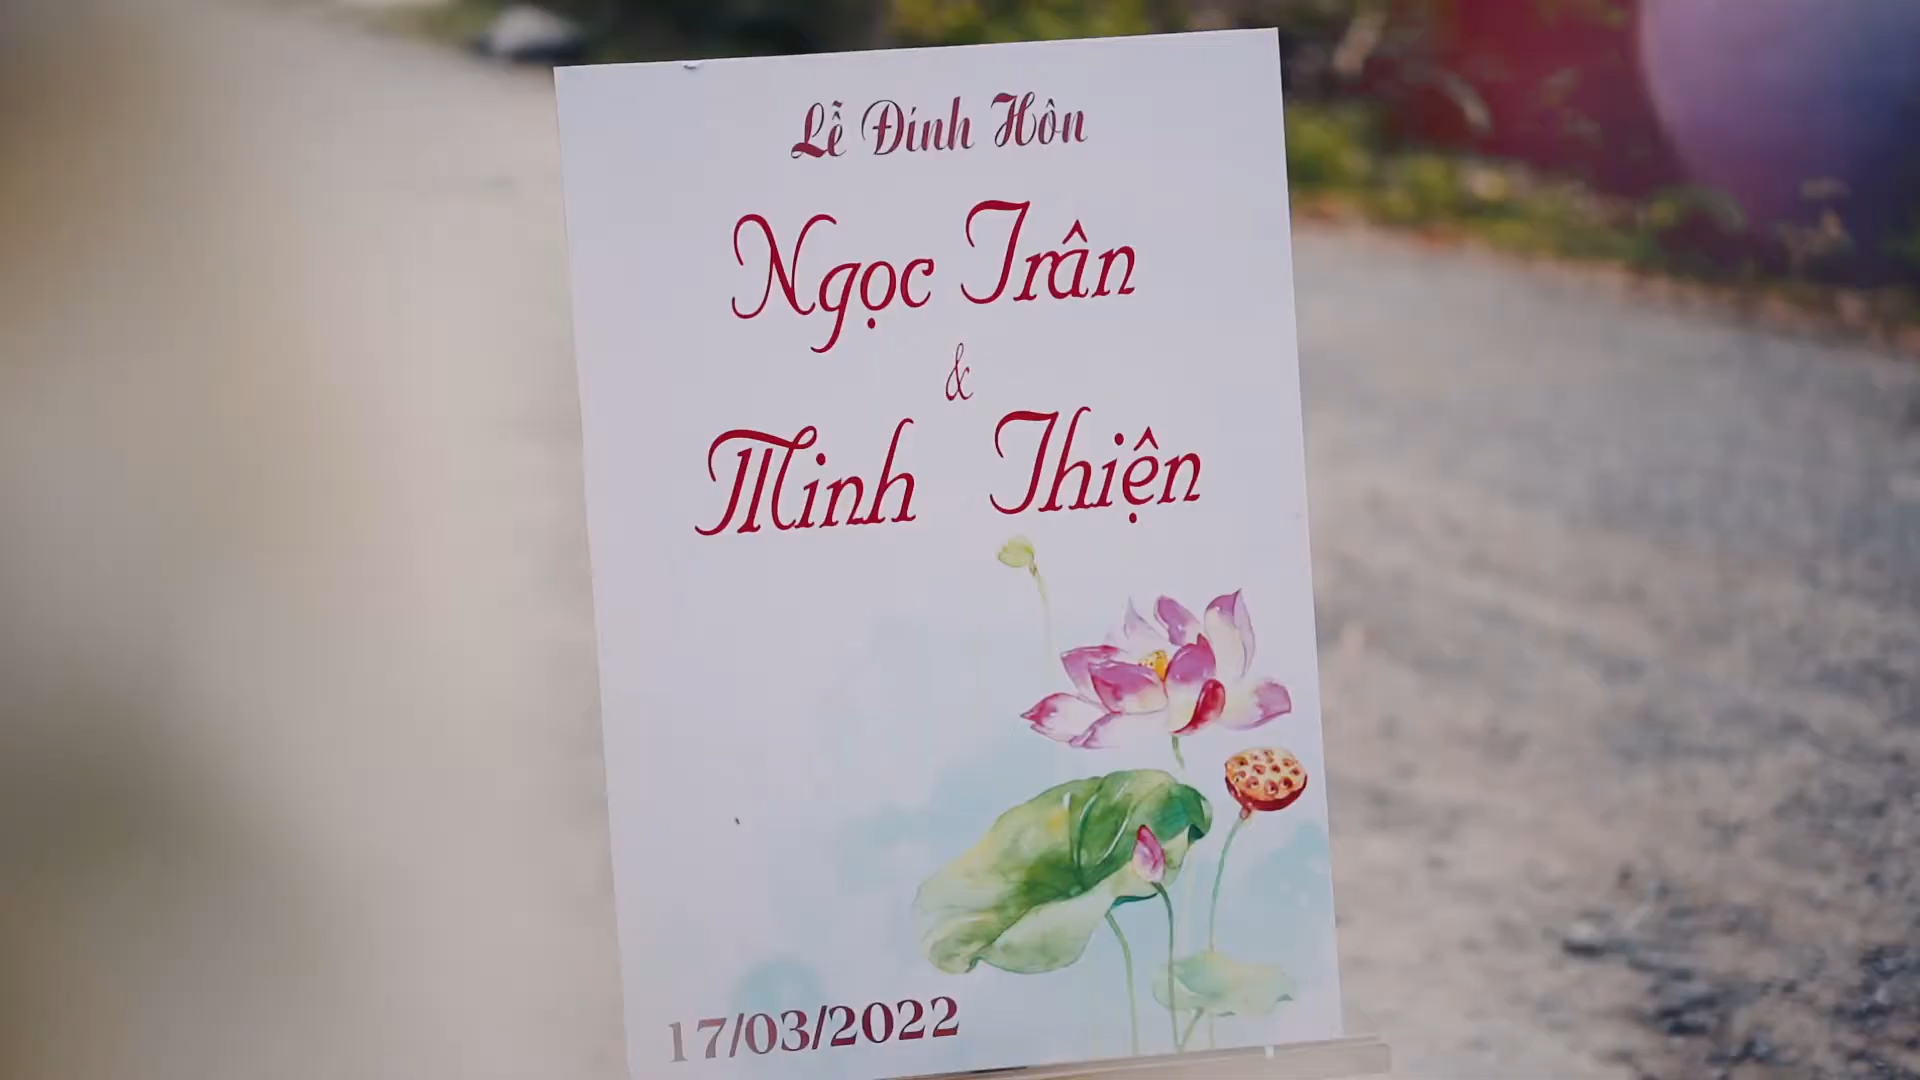 Lễ Đính Hôn
Ngọc Trân
&
Minh Thiện
17/03/2022